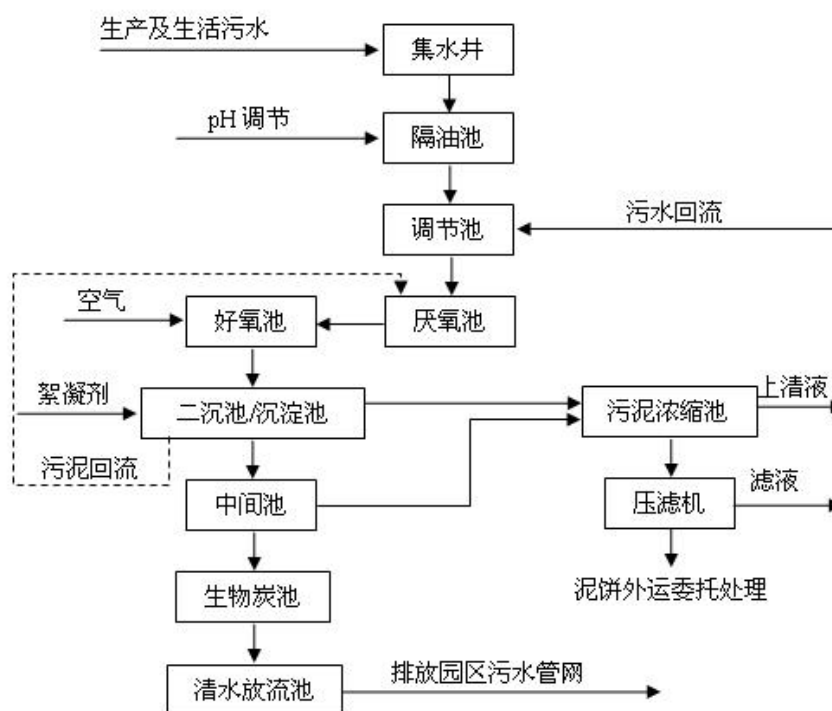 生产及生活污水
集水井
pH 调节
隔油池
调节池
污水回流
空气
好氧池
厌氧池
絮凝剂
二沉池/沉淀池
污泥浓缩池
上清液
污泥回流
中间池
压滤机
滤液
生物炭池
泥饼外运委托处理
清水放流池
排放园区污水管网